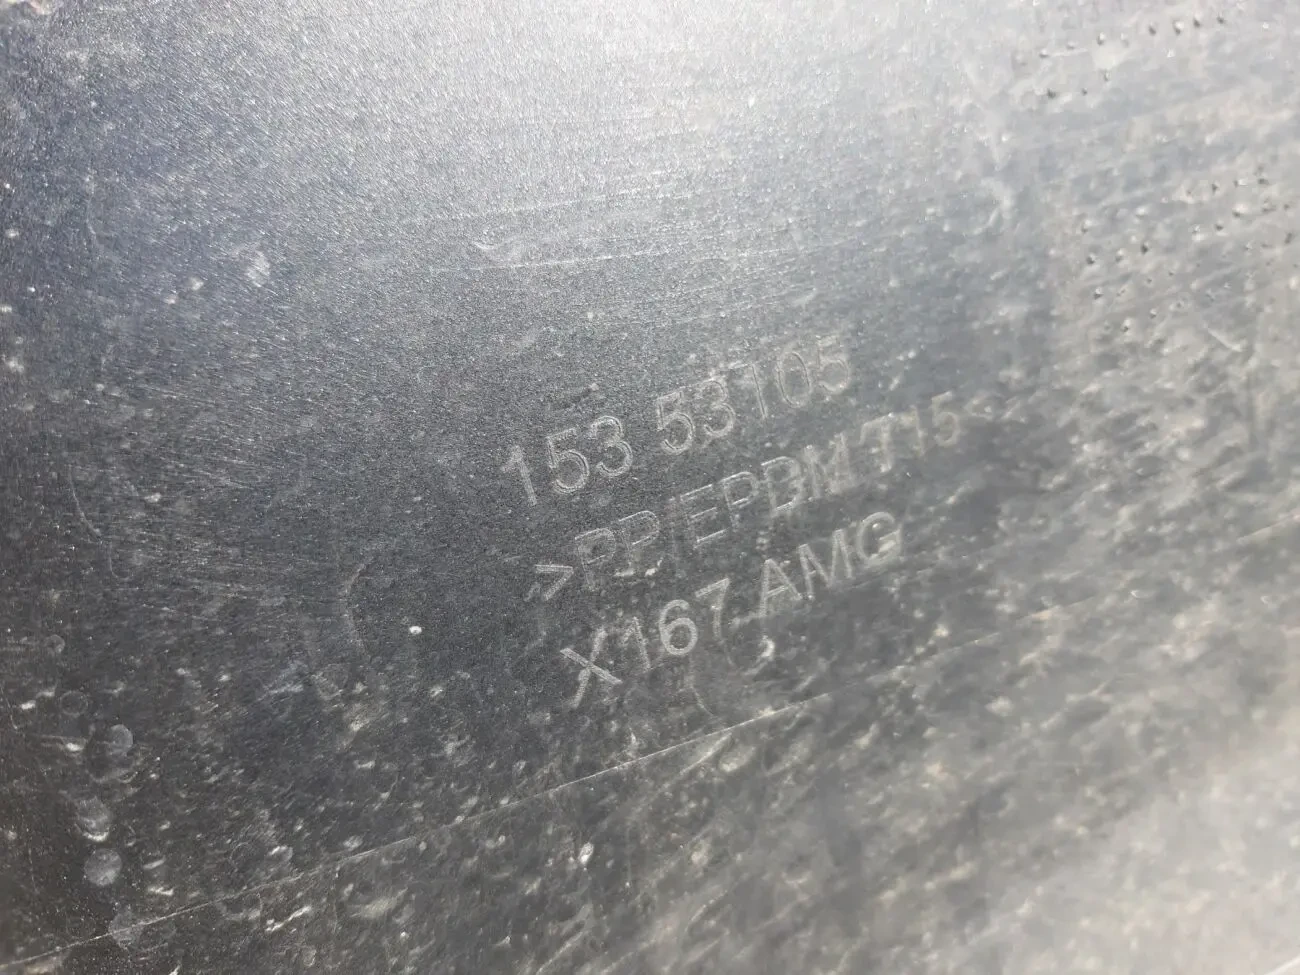 153 53105
>PP/EPDM T15<
X167 AMG